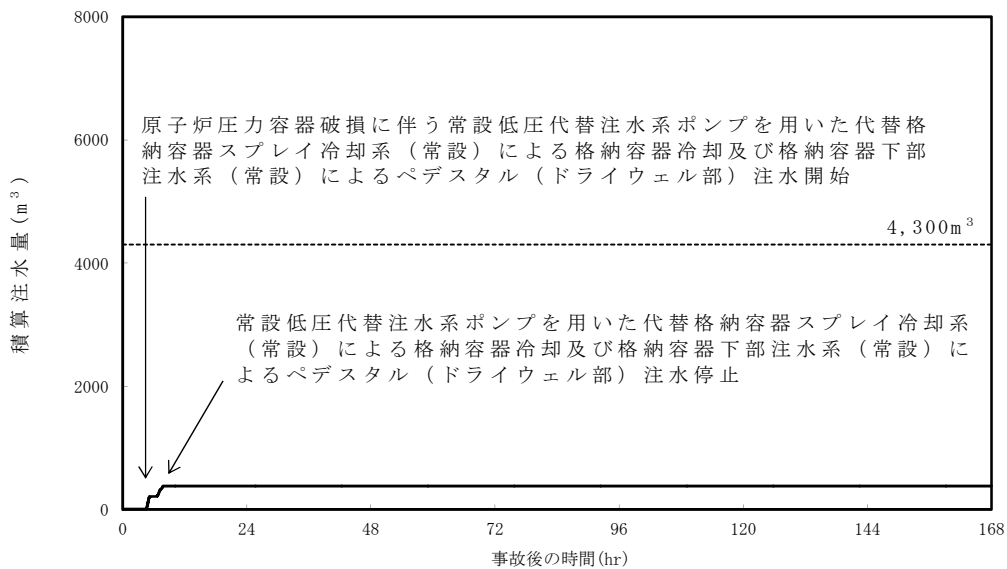 8000
6000
4000
2000
0
積算注水量(m³)
原子炉圧力容器破損に伴う常設低圧代替注水系ポンプを用いた代替格
納容器スプレイ冷却系（常設）による格納容器冷却及び格納容器下部
注水系（常設）によるペデスタル（ドライウェル部）注水開始
4,300m³
常設低圧代替注水系ポンプを用いた代替格納容器スプレイ冷却系
（常設）による格納容器冷却及び格納容器下部注水系（常設）に
よるペデスタル（ドライウェル部）注水停止
0 24 48 72 96 120 144 168
事故後の時間(hr)